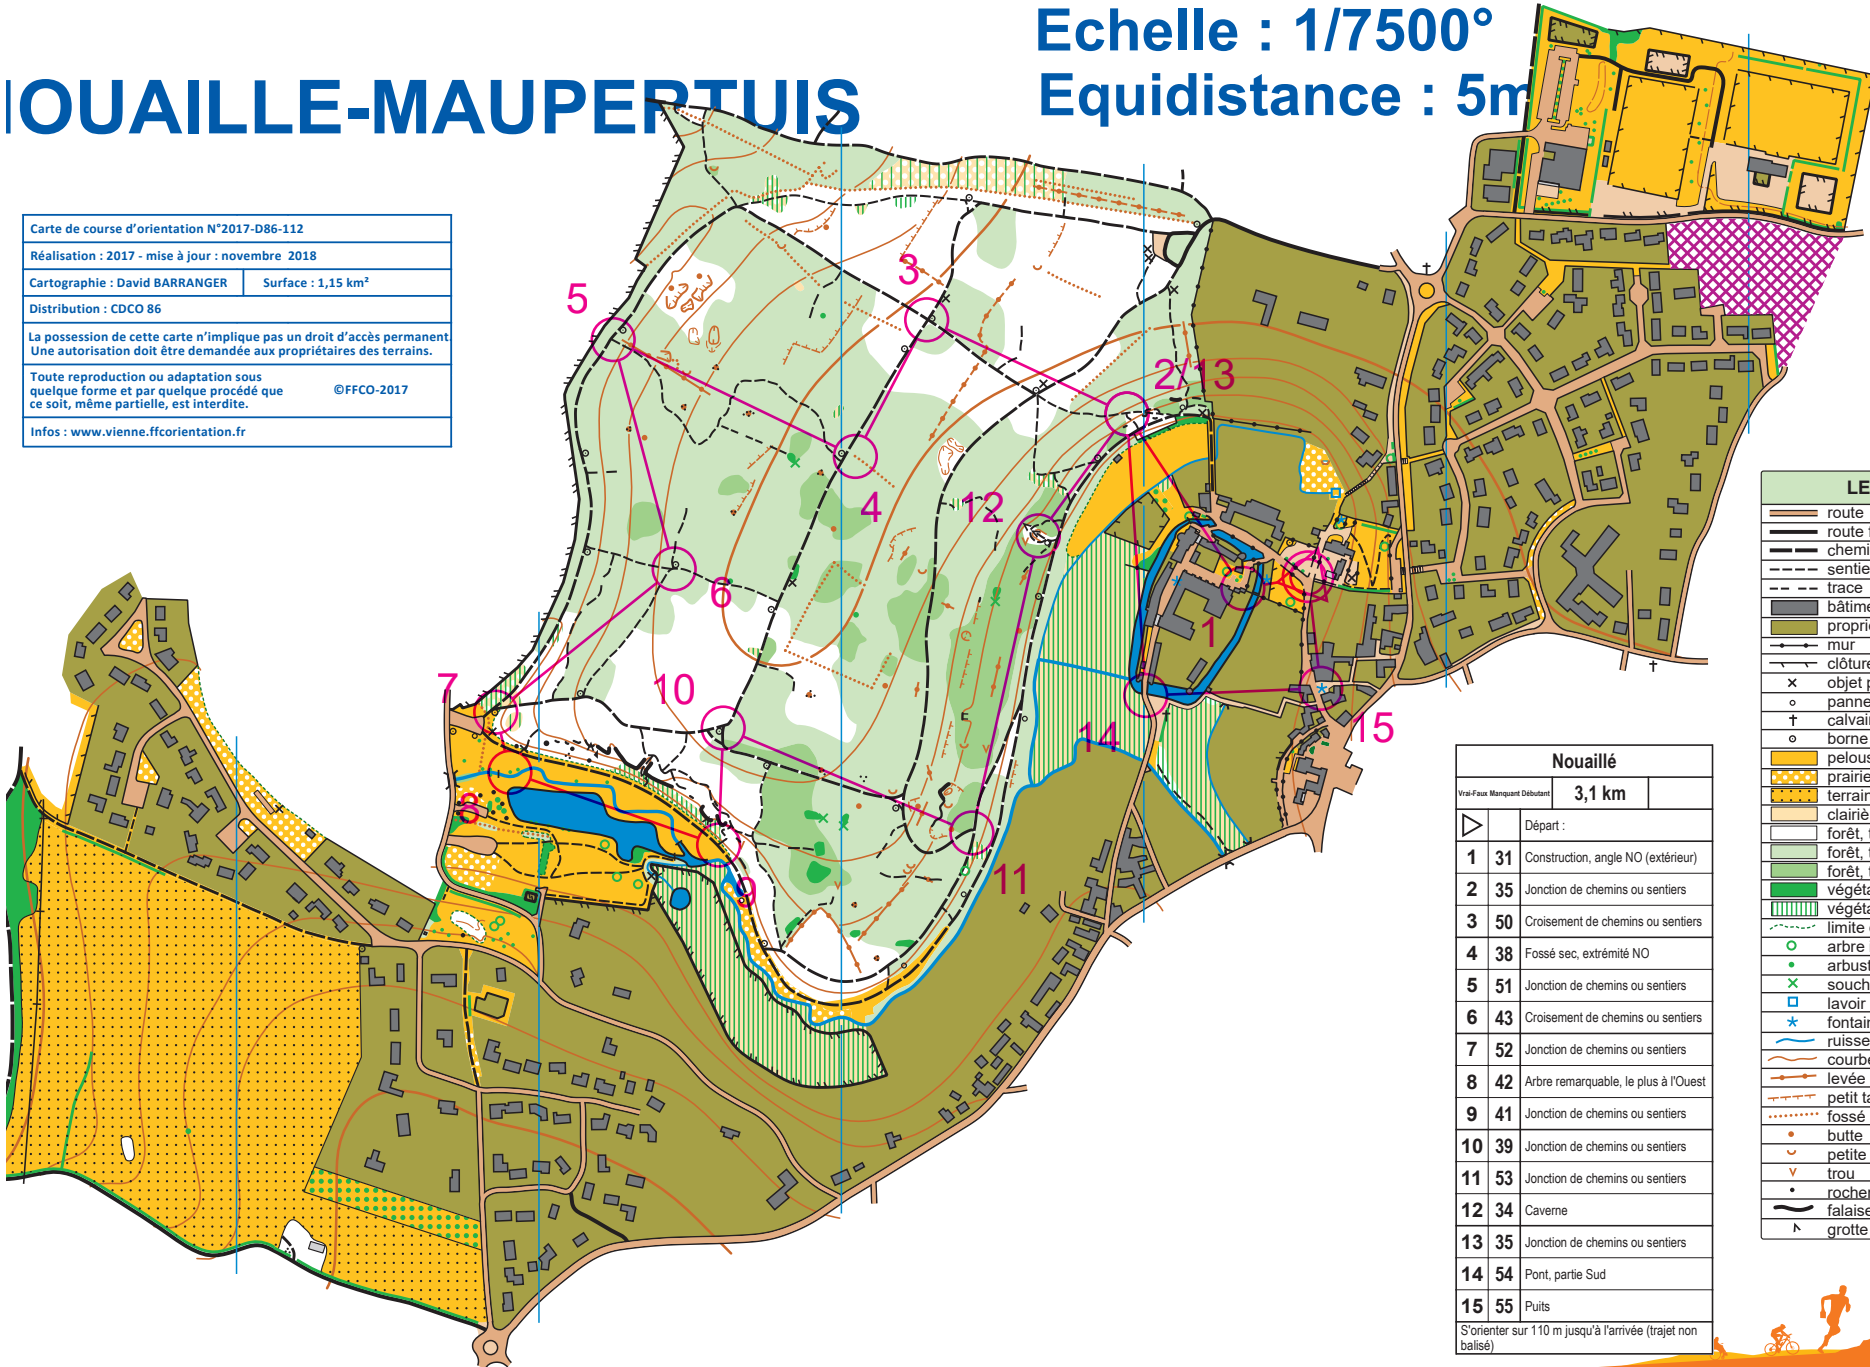 Echelle : 1/7500°
Equidistance : 5m
OUAILLE-MAUPERTUIS
Carte de course d'orientation N°2017-D86-112
Réalisation : 2017 - mise à jour : novembre 2018
Cartographie : David BARRANGER
Surface : 1,15 km²
Distribution : CDCO 86
La possession de cette carte n'implique pas un droit d'accès permanent.
Une autorisation doit être demandée aux propriétaires des terrains.
Toute reproduction ou adaptation sous
quelque forme et par quelque procédé que
ce soit, même partielle, est interdite.
©FFCO-2017
Infos : www.vienne.ffcorientation.fr
3
5
2/13
4
12
6
1
7
10
14
15
8
9
11
LE
route
route
chemi
sentie
trace
bâtime
proprié
mur
clôture
objet p
panne
calvair
borne
pelous
prairie
terrain
clairiè
forêt, t
forêt, t
forêt, t
végéta
végéta
limite
arbre
arbust
souch
lavoir
fontain
ruisse
courbe
levée
petit ta
fossé
butte
petite
trou
rocher
falaise
grotte
Nouaillé
Vrai-Faux Manquant Débutant 3,1 km
Départ :
1 31 Construction, angle NO (extérieur)
2 35 Jonction de chemins ou sentiers
3 50 Croisement de chemins ou sentiers
4 38 Fossé sec, extrémité NO
5 51 Jonction de chemins ou sentiers
6 43 Croisement de chemins ou sentiers
7 52 Jonction de chemins ou sentiers
8 42 Arbre remarquable, le plus à l'Ouest
9 41 Jonction de chemins ou sentiers
10 39 Jonction de chemins ou sentiers
11 53 Jonction de chemins ou sentiers
12 34 Caverne
13 35 Jonction de chemins ou sentiers
14 54 Pont, partie Sud
15 55 Puits
S'orienter sur 110 m jusqu'à l'arrivée (trajet non
balisé)